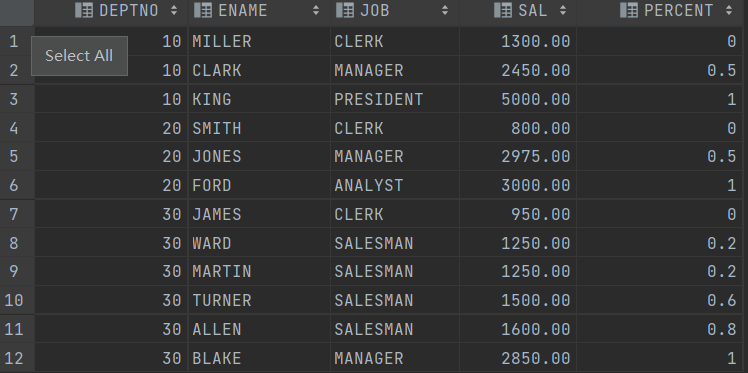 DEPTNO ENAME JOB SAL PERCENT
1 10 MILLER CLERK 1300.00 0
Select All
2 10 CLARK MANAGER 2450.00 0.5
3 10 KING PRESIDENT 5000.00 1
4 20 SMITH CLERK 800.00 0
5 20 JONES MANAGER 2975.00 0.5
6 20 FORD ANALYST 3000.00 1
7 30 JAMES CLERK 950.00 0
8 30 WARD SALESMAN 1250.00 0.2
9 30 MARTIN SALESMAN 1250.00 0.2
10 30 TURNER SALESMAN 1500.00 0.6
11 30 ALLEN SALESMAN 1600.00 0.8
12 30 BLAKE MANAGER 2850.00 1